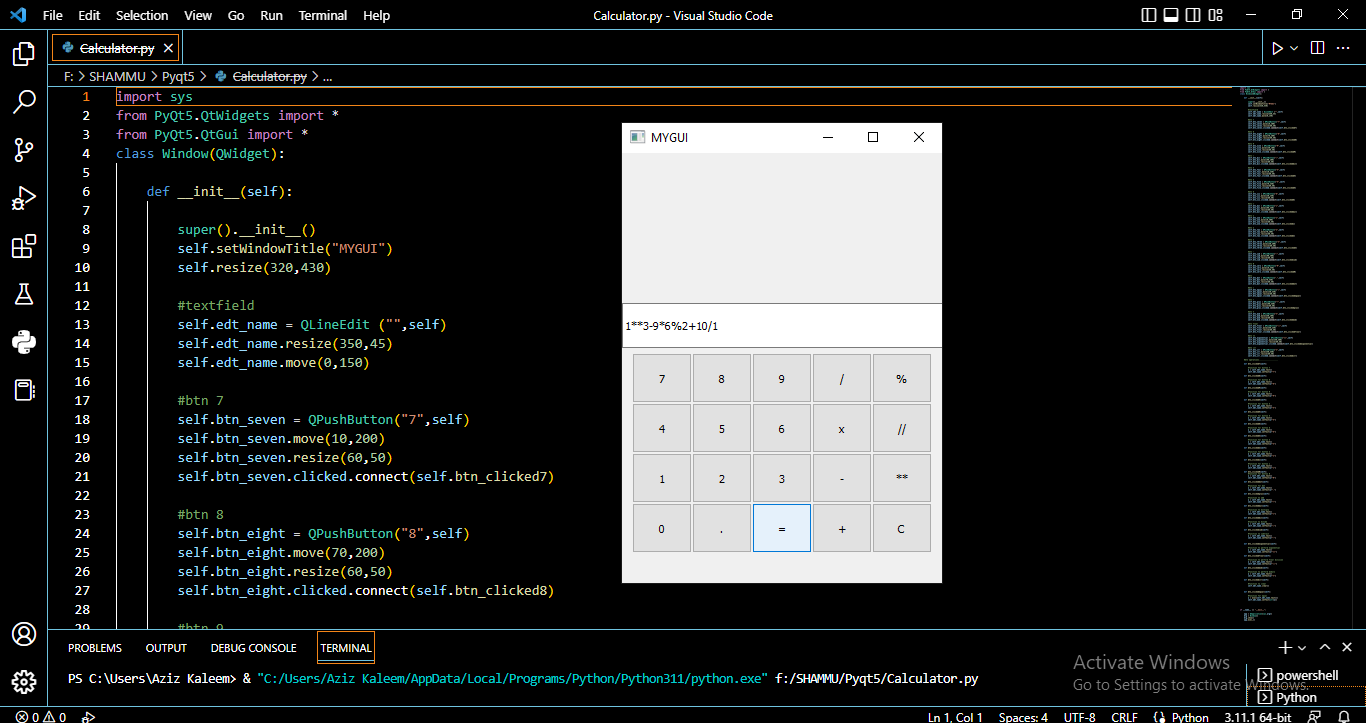 File Edit Selection View Go Run Terminal Help
Calculator.py - Visual Studio Code
Calculator.py
F: > SHAMMU > Pyqt5 > Calculator.py > ...
1 import sys
2 from PyQt5.QtWidgets import *
3 from PyQt5.QtGui import *
4 class Window(QWidget):
5
6 def __init__(self):
7
8 super().__init__()
9 self.setWindowTitle("MYGUI")
10 self.resize(320,430)
11
12 #textfield
13 self.edt_name = QLineEdit ("",self)
14 self.edt_name.resize(350,45)
15 self.edt_name.move(0,150)
16
17 #btn 7
18 self.btn_seven = QPushButton("7",self)
19 self.btn_seven.move(10,200)
20 self.btn_seven.resize(60,50)
21 self.btn_seven.clicked.connect(self.btn_clicked7)
22
23 #btn 8
24 self.btn_eight = QPushButton("8",self)
25 self.btn_eight.move(70,200)
26 self.btn_eight.resize(60,50)
27 self.btn_eight.clicked.connect(self.btn_clicked8)
28
29 #btn 9
MYGUI
1**3-9*6%2+10/1
7 8 9 / %
4 5 6 x //
1 2 3 - **
0 . = + C
PROBLEMS OUTPUT DEBUG CONSOLE TERMINAL
PS C:\Users\Aziz Kaleem> & "C:/Users/Aziz Kaleem/AppData/Local/Programs/Python/Python311/python.exe" f:/SHAMMU/Pyqt5/Calculator.py
powershell
Python
Activate Windows
Go to Settings to activate Windows.
0 0 Ln 1, Col 1 Spaces: 4 UTF-8 CRLF Python 3.11.1 64-bit